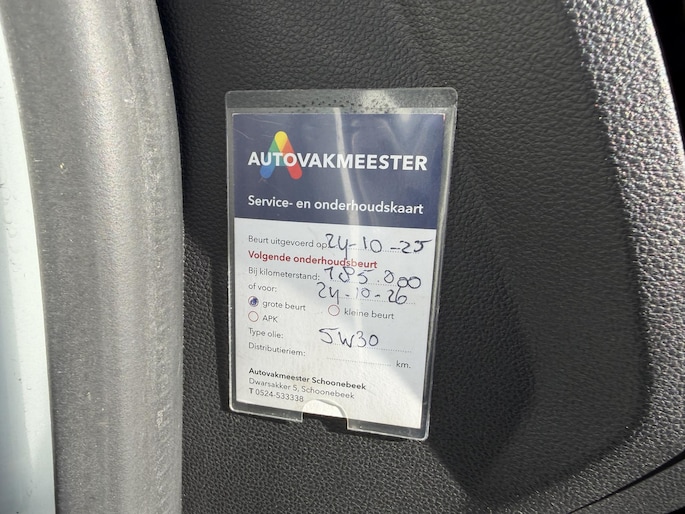 AUTOVAKMEESTER
Service- en onderhoudskaart
Beurt uitgevoerd op: 24-10-25
Volgende onderhoudsbeurt
Bij kilometerstand: 185.000
of voor: 24-10-26
grote beurt kleine beurt
APK
Type olie: 5W30
Distributieriem: km.
Autovakmeester Schoonebeek
Dwarsakker 5, Schoonebeek
T 0524-533338